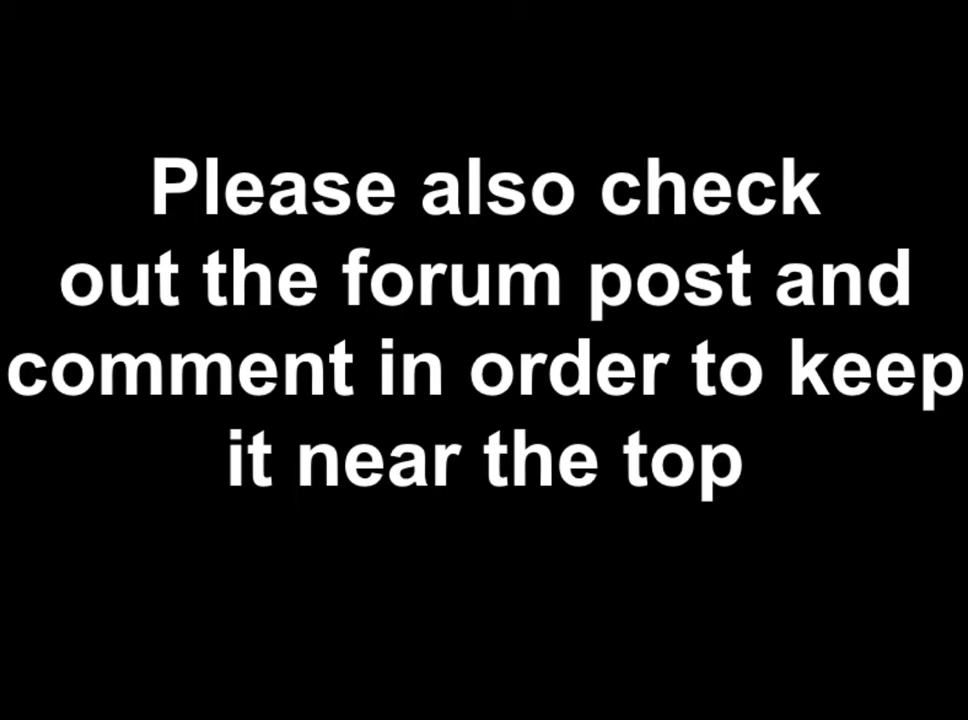 Please also check
out the forum post and
comment in order to keep
it near the top